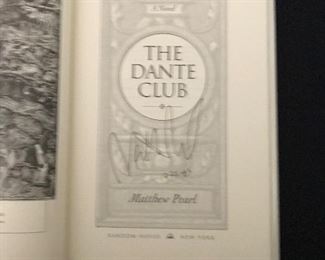 A Novel
THE
DANTE
CLUB
Matthew Pearl
RANDOM HOUSE NEW YORK